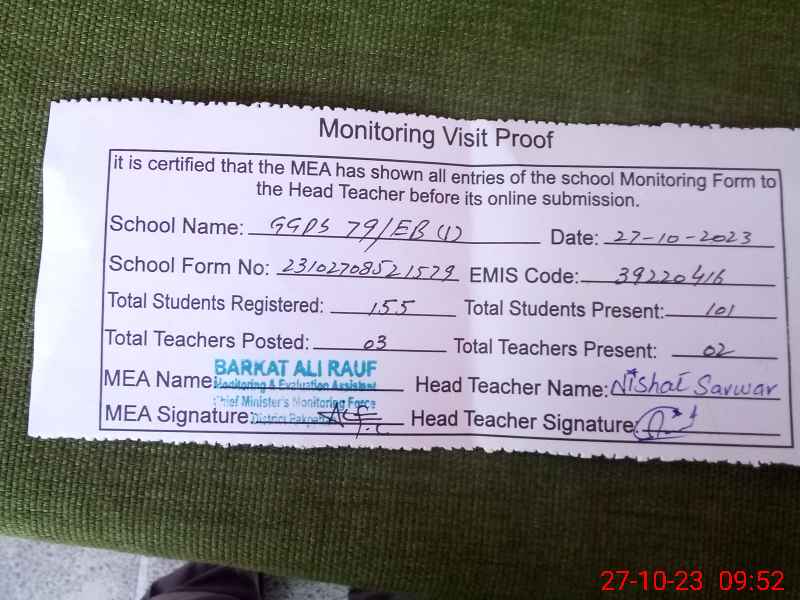 Monitoring Visit Proof
it is certified that the MEA has shown all entries of the school Monitoring Form to
the Head Teacher before its online submission.
School Name: GGPS 79/EB (1) Date: 27-10-2023
School Form No: 23102708521579 EMIS Code: 39220416
Total Students Registered: 155 Total Students Present: 101
Total Teachers Posted: 03 Total Teachers Present: 02
MEA Name: BARKAT ALI RAUF Head Teacher Name: Nishat Sarwar
Monitoring & Evaluation Assistant
Chief Minister's Monitoring Force
MEA Signature District Head Teacher Signature
27-10-23 09:52